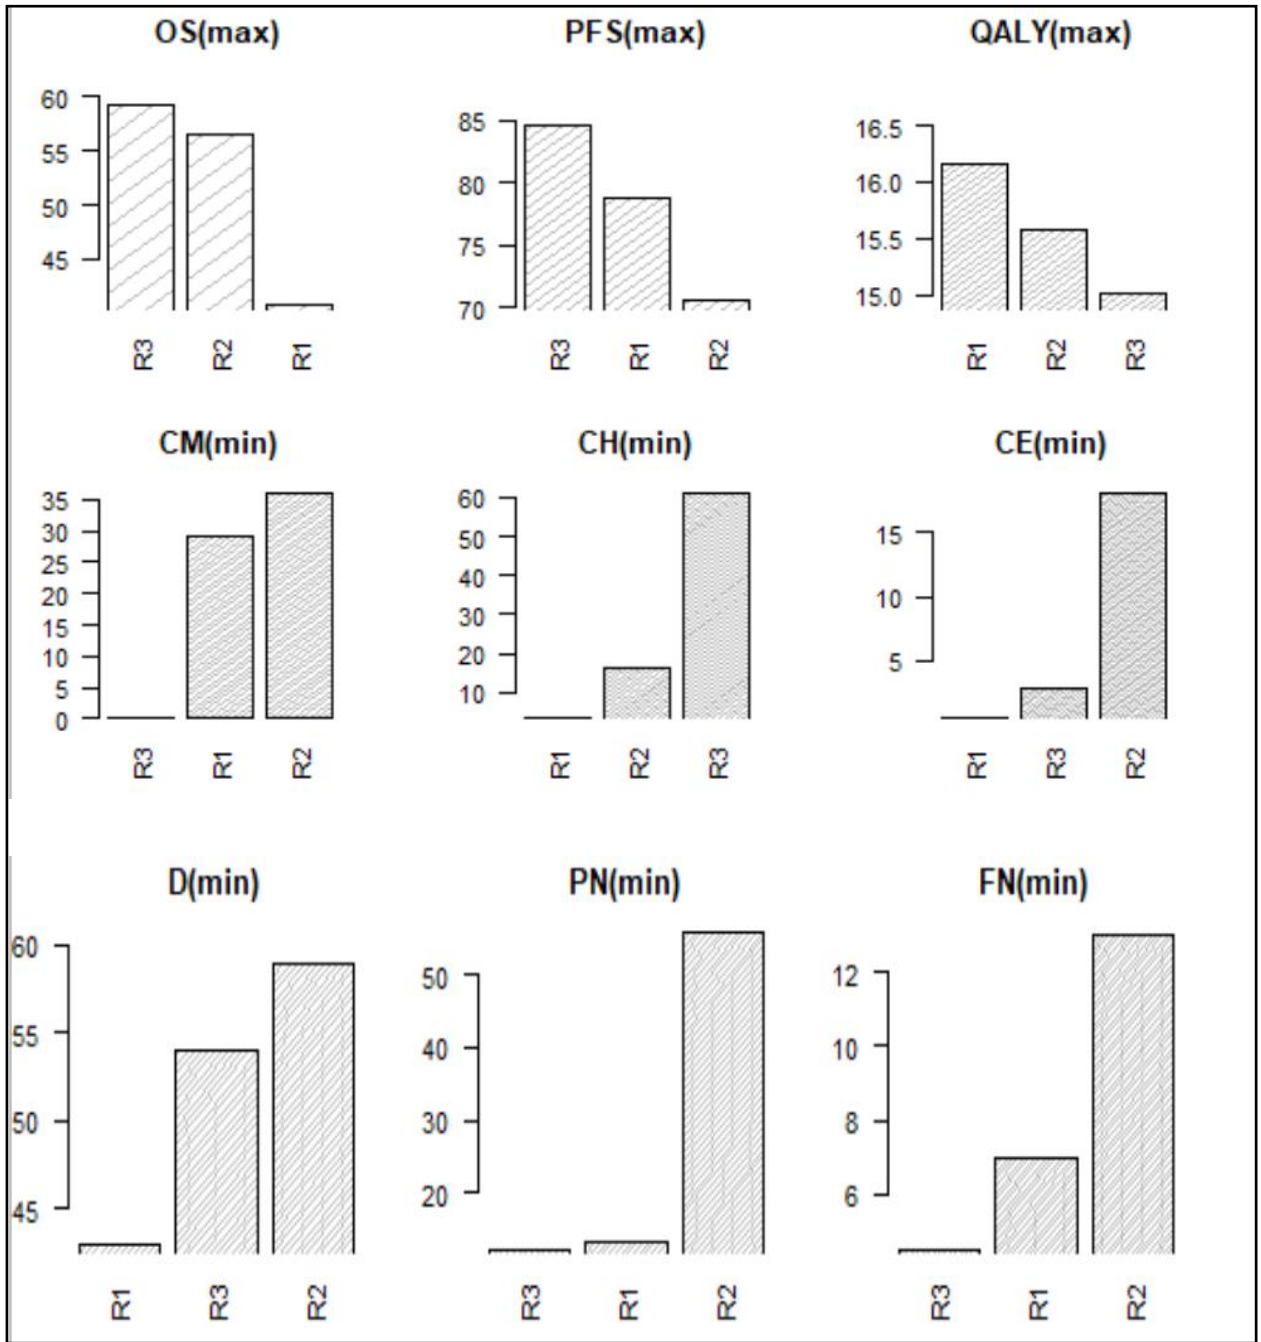 OS(max)
60
55
50
45
R3 R2 R1
PFS(max)
85
80
75
70
R3 R1 R2
QALY(max)
16.5
16.0
15.5
15.0
R1 R2 R3
CM(min)
35
30
25
20
15
10
5
0
R3 R1 R2
CH(min)
60
50
40
30
20
10
R1 R2 R3
CE(min)
15
10
5
R1 R3 R2
D(min)
60
55
50
45
R1 R3 R2
PN(min)
50
40
30
20
R3 R1 R2
FN(min)
12
10
8
6
R3 R1 R2